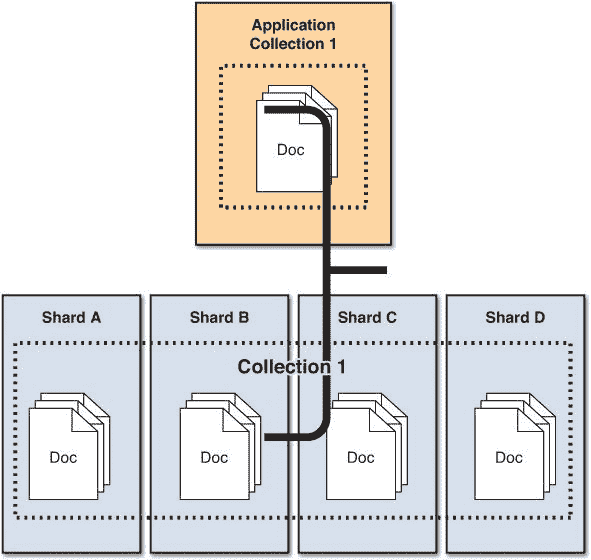 Application
Collection 1
Doc
Shard A
Shard B
Shard C
Shard D
Collection 1
Doc
Doc
Doc
Doc